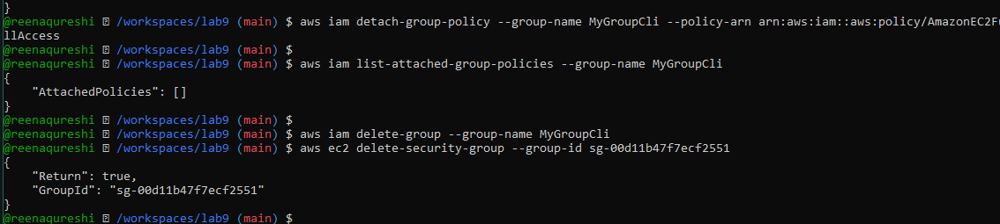 }
@reenaqureshi /workspaces/lab9 (main) $ aws iam detach-group-policy --group-name MyGroupCli --policy-arn arn:aws:iam::aws:policy/AmazonEC2Fu
llAccess
@reenaqureshi /workspaces/lab9 (main) $
@reenaqureshi /workspaces/lab9 (main) $ aws iam list-attached-group-policies --group-name MyGroupCli
{
    "AttachedPolicies": []
}
@reenaqureshi /workspaces/lab9 (main) $
@reenaqureshi /workspaces/lab9 (main) $ aws iam delete-group --group-name MyGroupCli
@reenaqureshi /workspaces/lab9 (main) $ aws ec2 delete-security-group --group-id sg-00d11b47f7ecf2551
{
    "Return": true,
    "GroupId": "sg-00d11b47f7ecf2551"
}
@reenaqureshi /workspaces/lab9 (main) $